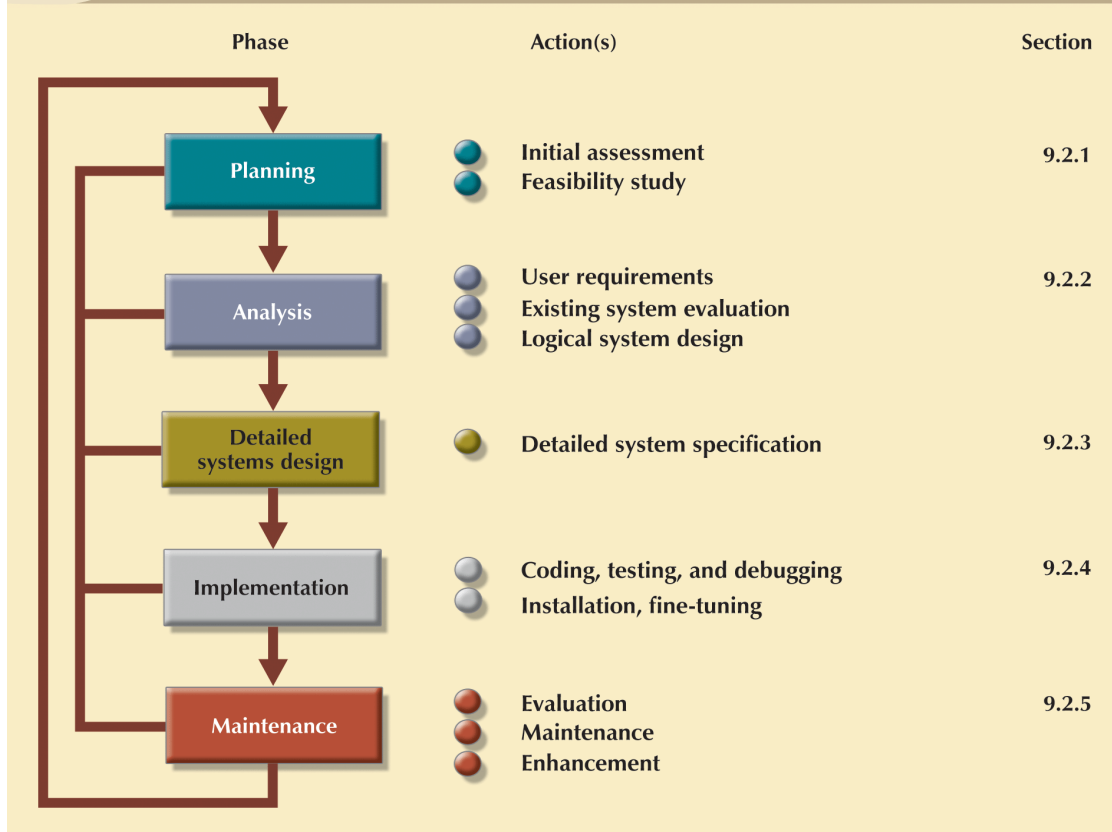 Phase Action(s) Section
Planning
Initial assessment 9.2.1
Feasibility study
Analysis
User requirements 9.2.2
Existing system evaluation
Logical system design
Detailed
systems design
Detailed system specification 9.2.3
Implementation
Coding, testing, and debugging 9.2.4
Installation, fine-tuning
Maintenance
Evaluation 9.2.5
Maintenance
Enhancement